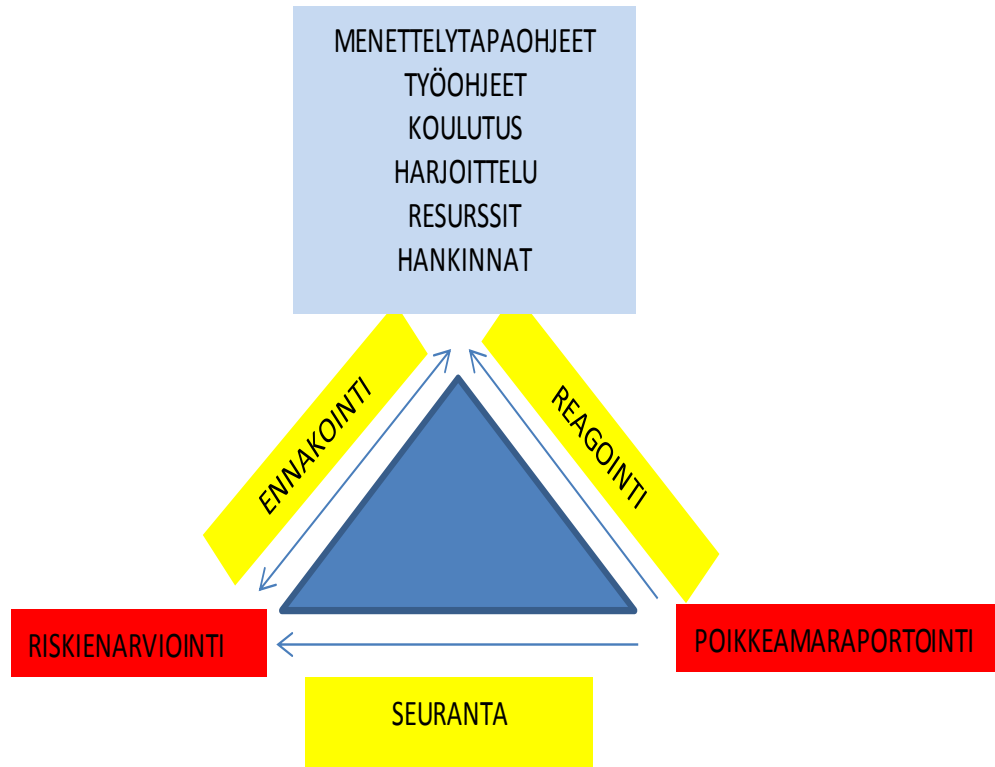 MENETTELYTAPAOHJEET
TYÖOHJEET
KOULUTUS
HARJOITTELU
RESURSSIT
HANKINNAT
ENNAKOINTI
REAGOINTI
RISKIENARVIOINTI
POIKKEAMARAPORTOINTI
SEURANTA